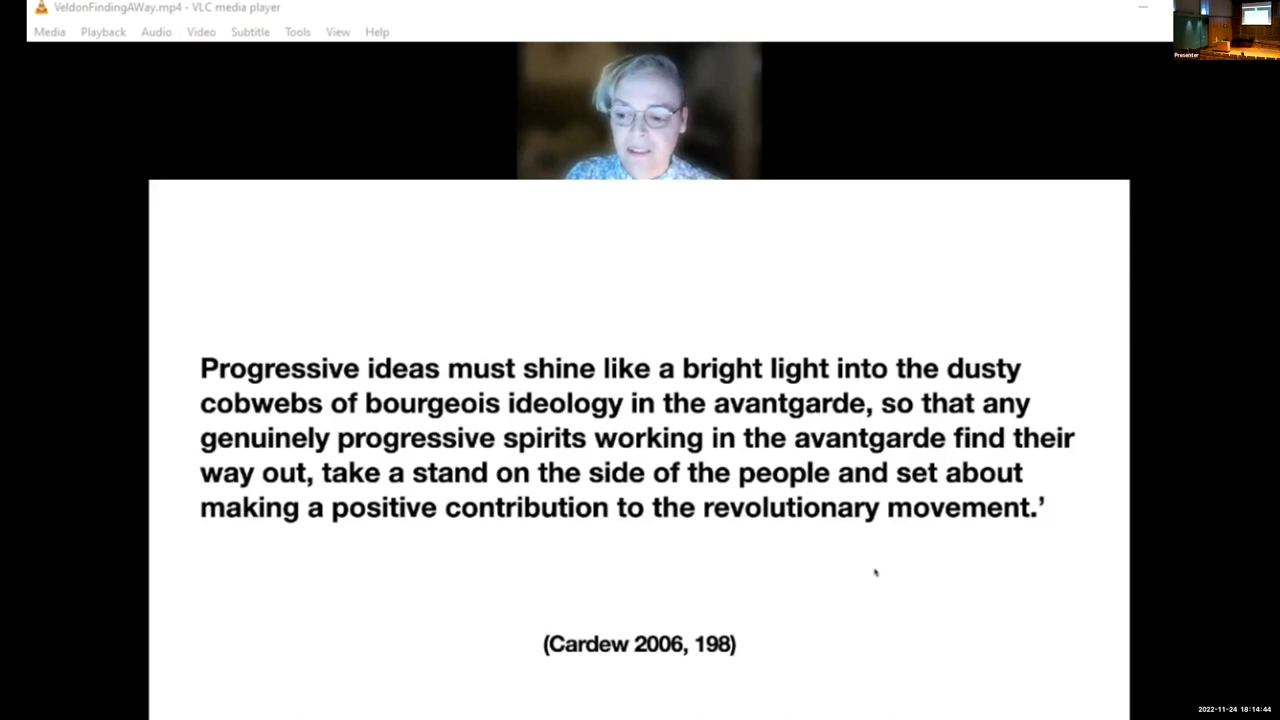 VeldonFindingAWay.mp4 - VLC media player
Media Playback Audio Video Subtitle Tools View Help
Presenter
Progressive ideas must shine like a bright light into the dusty
cobwebs of bourgeois ideology in the avantgarde, so that any
genuinely progressive spirits working in the avantgarde find their
way out, take a stand on the side of the people and set about
making a positive contribution to the revolutionary movement.’
(Cardew 2006, 198)
2022-11-24 18:14:44